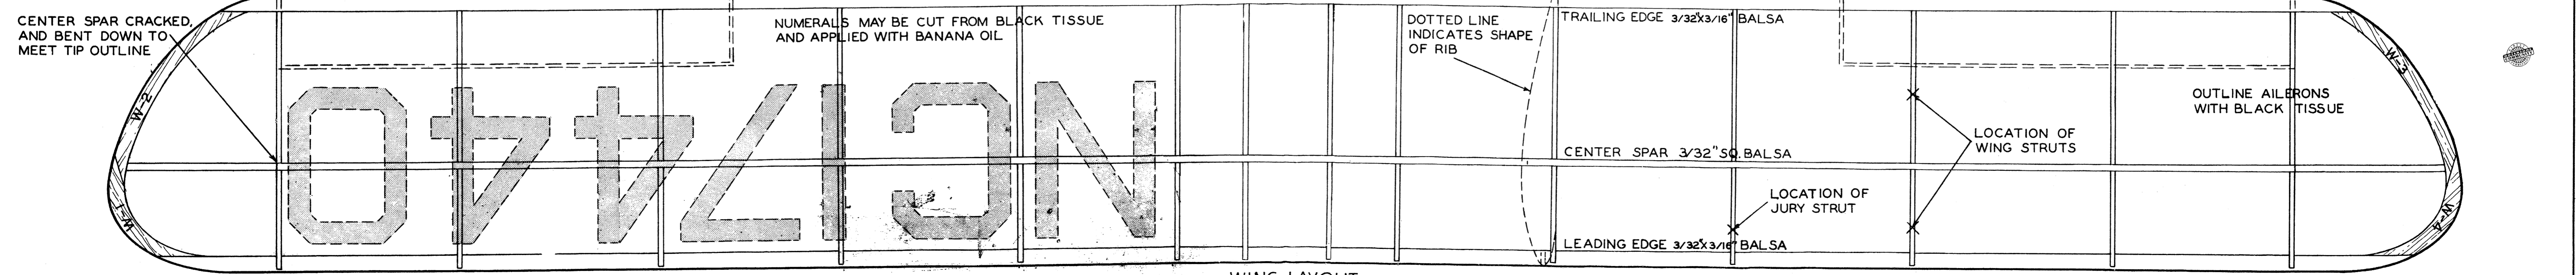 CENTER SPAR CRACKED,
AND BENT DOWN TO
MEET TIP OUTLINE
NUMERALS MAY BE CUT FROM BLACK TISSUE
AND APPLIED WITH BANANA OIL
DOTTED LINE
INDICATES SHAPE
OF RIB
TRAILING EDGE 3/32"X3/16" BALSA
W-2
W-3
OUTLINE AILERONS
WITH BLACK TISSUE
NC17440
LOCATION OF
WING STRUTS
CENTER SPAR 3/32" SQ. BALSA
LOCATION OF
JURY STRUT
W-1
W-4
LEADING EDGE 3/32"X3/16" BALSA
WING LAYOUT